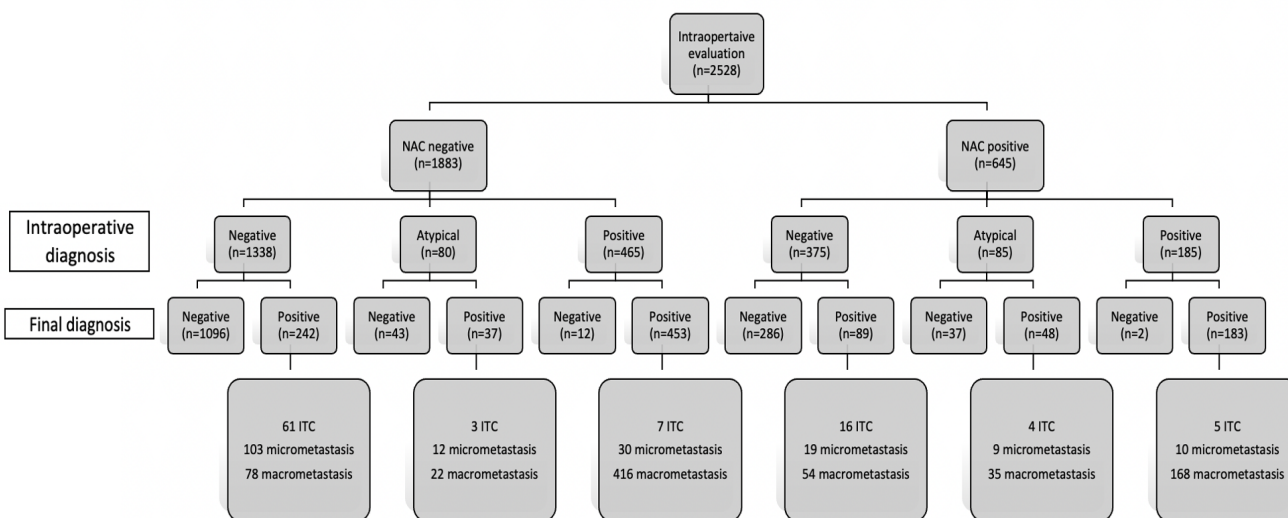 Intraopertaive
evaluation
(n=2528)
NAC negative
(n=1883)
NAC positive
(n=645)
Intraoperative
diagnosis
Negative
(n=1338)
Atypical
(n=80)
Positive
(n=465)
Negative
(n=375)
Atypical
(n=85)
Positive
(n=185)
Final diagnosis
Negative
(n=1096)
Positive
(n=242)
Negative
(n=43)
Positive
(n=37)
Negative
(n=12)
Positive
(n=453)
Negative
(n=286)
Positive
(n=89)
Negative
(n=37)
Positive
(n=48)
Negative
(n=2)
Positive
(n=183)
61 ITC
103 micrometastasis
78 macrometastasis
3 ITC
12 micrometastasis
22 macrometastasis
7 ITC
30 micrometastasis
416 macrometastasis
16 ITC
19 micrometastasis
54 macrometastasis
4 ITC
9 micrometastasis
35 macrometastasis
5 ITC
10 micrometastasis
168 macrometastasis